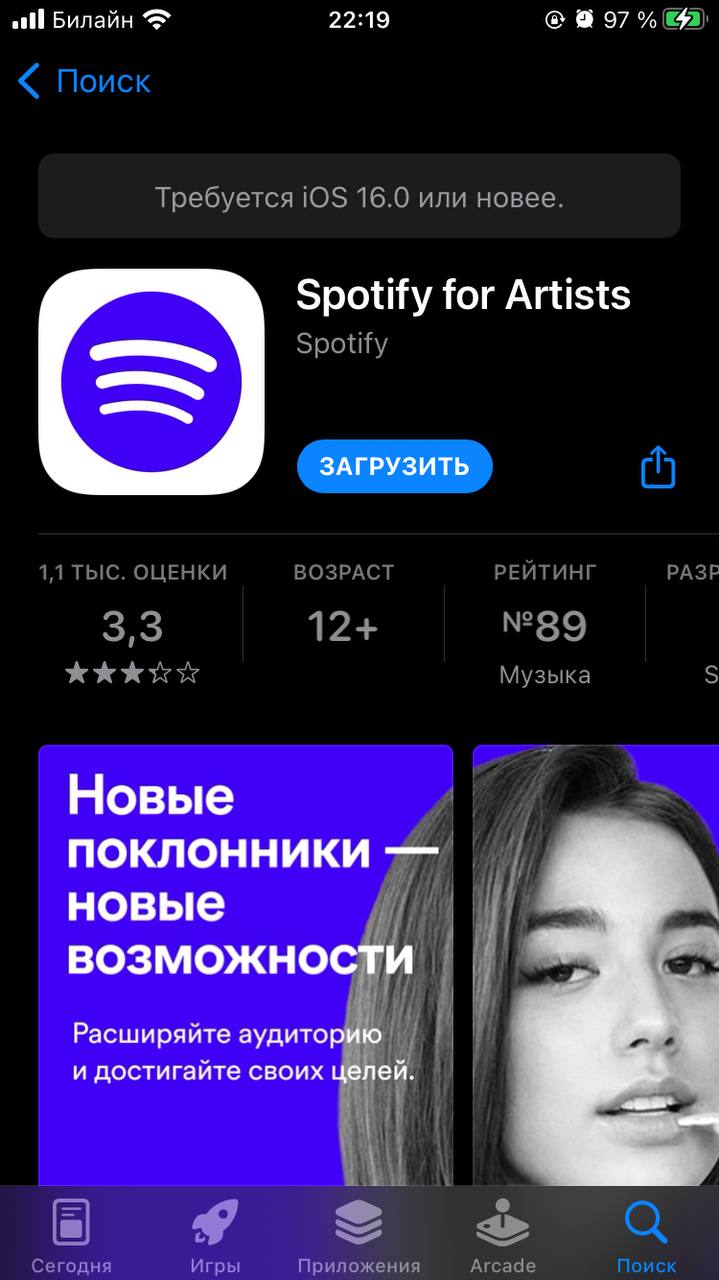 Билайн 22:19 97 %
Поиск
Требуется iOS 16.0 или новее.
Spotify for Artists
Spotify
ЗАГРУЗИТЬ
1,1 ТЫС. ОЦЕНКИ ВОЗРАСТ РЕЙТИНГ РАЗР
3,3 12+ №89
Музыка S
Новые
поклонники —
новые
возможности
Расширяйте аудиторию
и достигайте своих целей.
Сегодня Игры Приложения Arcade Поиск